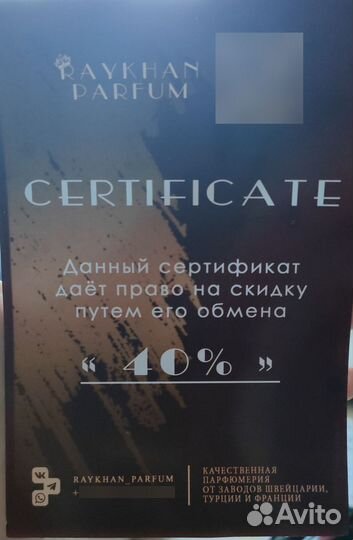 RAYKHAN
PARFUM
CERTIFICATE
Данный сертификат
даёт право на скидку
путем его обмена
“ 40% ”
RAYKHAN_PARFUM
+
КАЧЕСТВЕННАЯ
ПАРФЮМЕРИЯ
ОТ ЗАВОДОВ ШВЕЙЦАРИИ,
ТУРЦИИ И ФРАНЦИИ
Avito